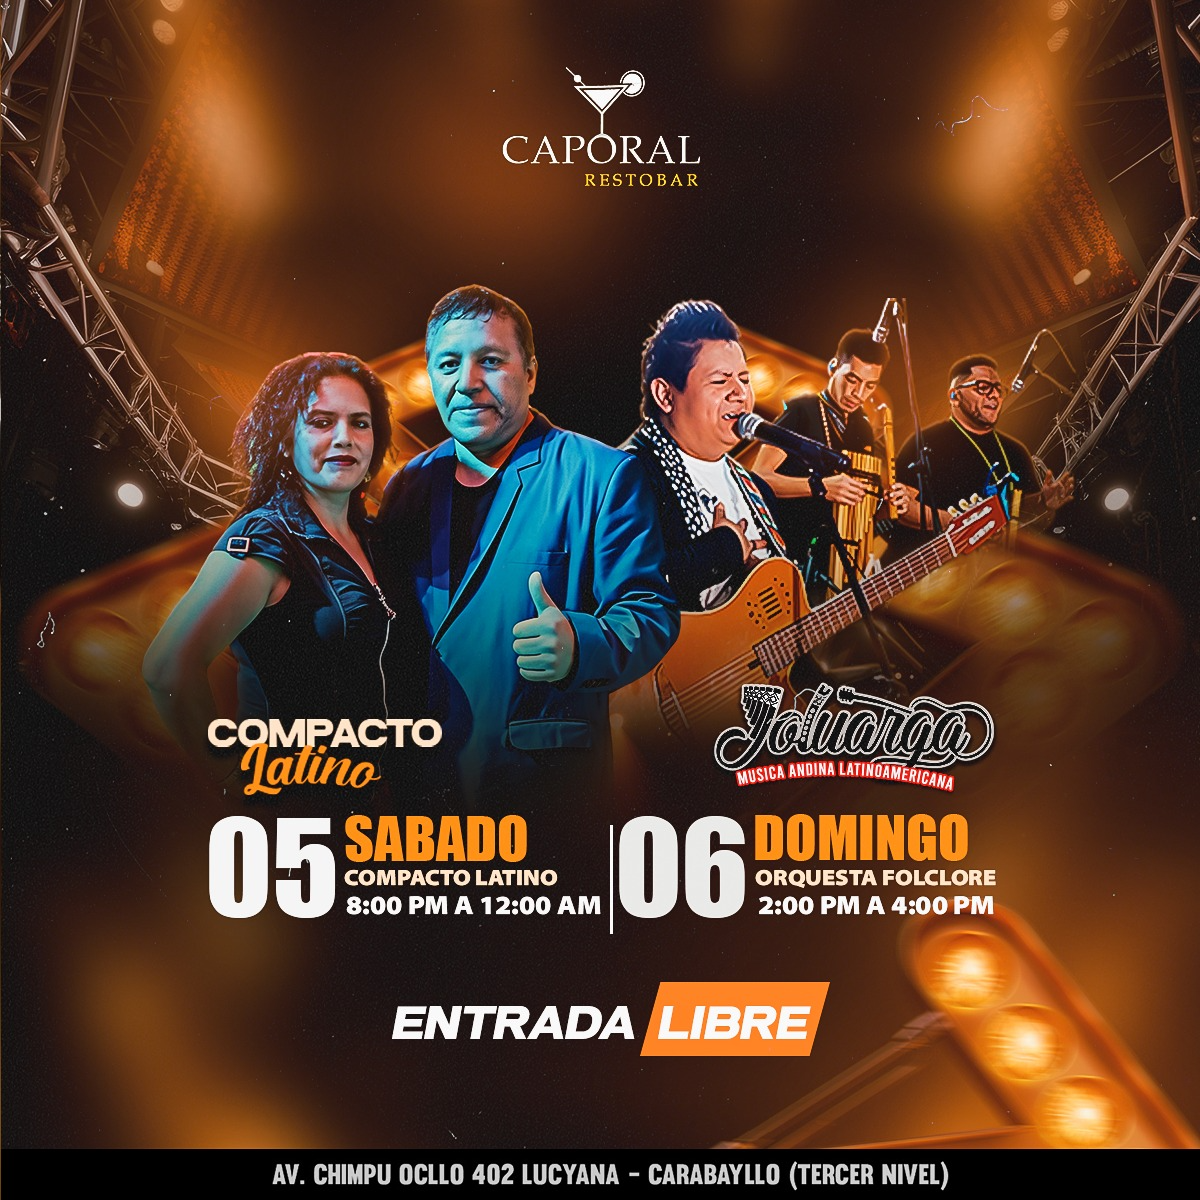 CAPORAL
RESTOBAR
COMPACTO
Latino
Joluarga
MUSICA ANDINA LATINOAMERICANA
05 SABADO
COMPACTO LATINO
8:00 PM A 12:00 AM
06 DOMINGO
ORQUESTA FOLCLORE
2:00 PM A 4:00 PM
ENTRADA LIBRE
AV. CHIMPU OCLLO 402 LUCYANA - CARABAYLLO (TERCER NIVEL)